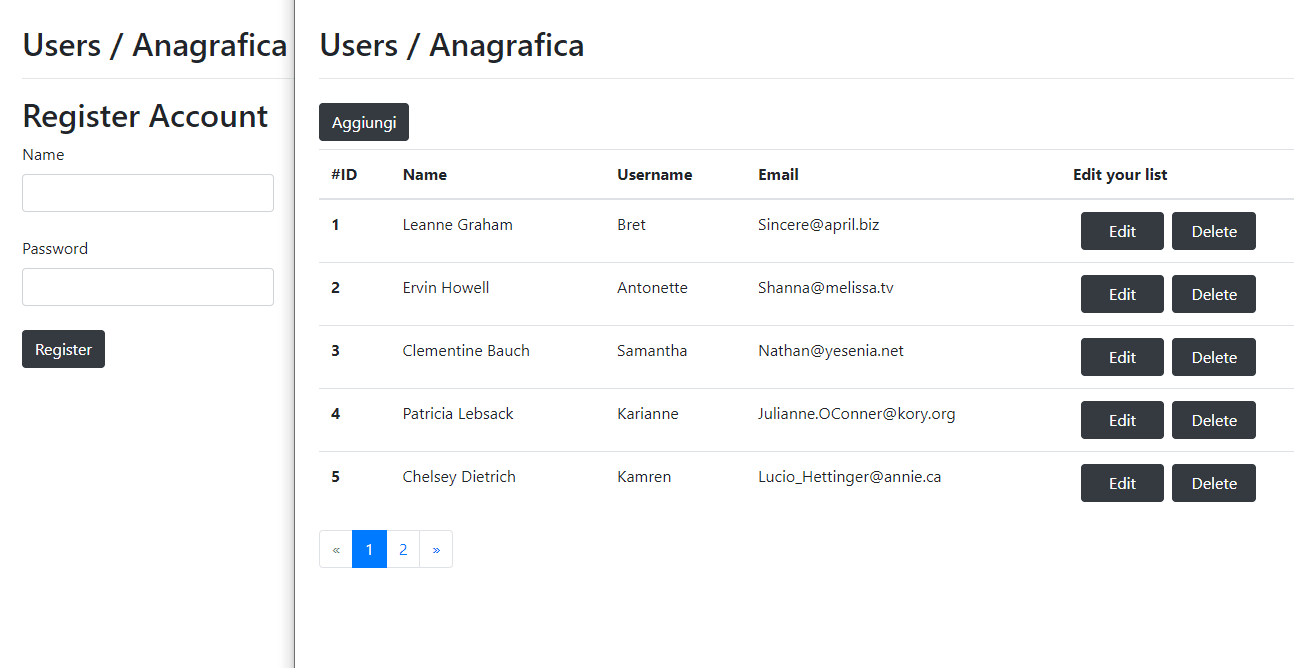 Users / Anagrafica
Register Account
Name
Password
Register
Users / Anagrafica
Aggiungi
#ID Name Username Email Edit your list
1 Leanne Graham Bret Sincere@april.biz Edit Delete
2 Ervin Howell Antonette Shanna@melissa.tv Edit Delete
3 Clementine Bauch Samantha Nathan@yesenia.net Edit Delete
4 Patricia Lebsack Karianne Julianne.OConner@kory.org Edit Delete
5 Chelsey Dietrich Kamren Lucio_Hettinger@annie.ca Edit Delete
« 1 2 »